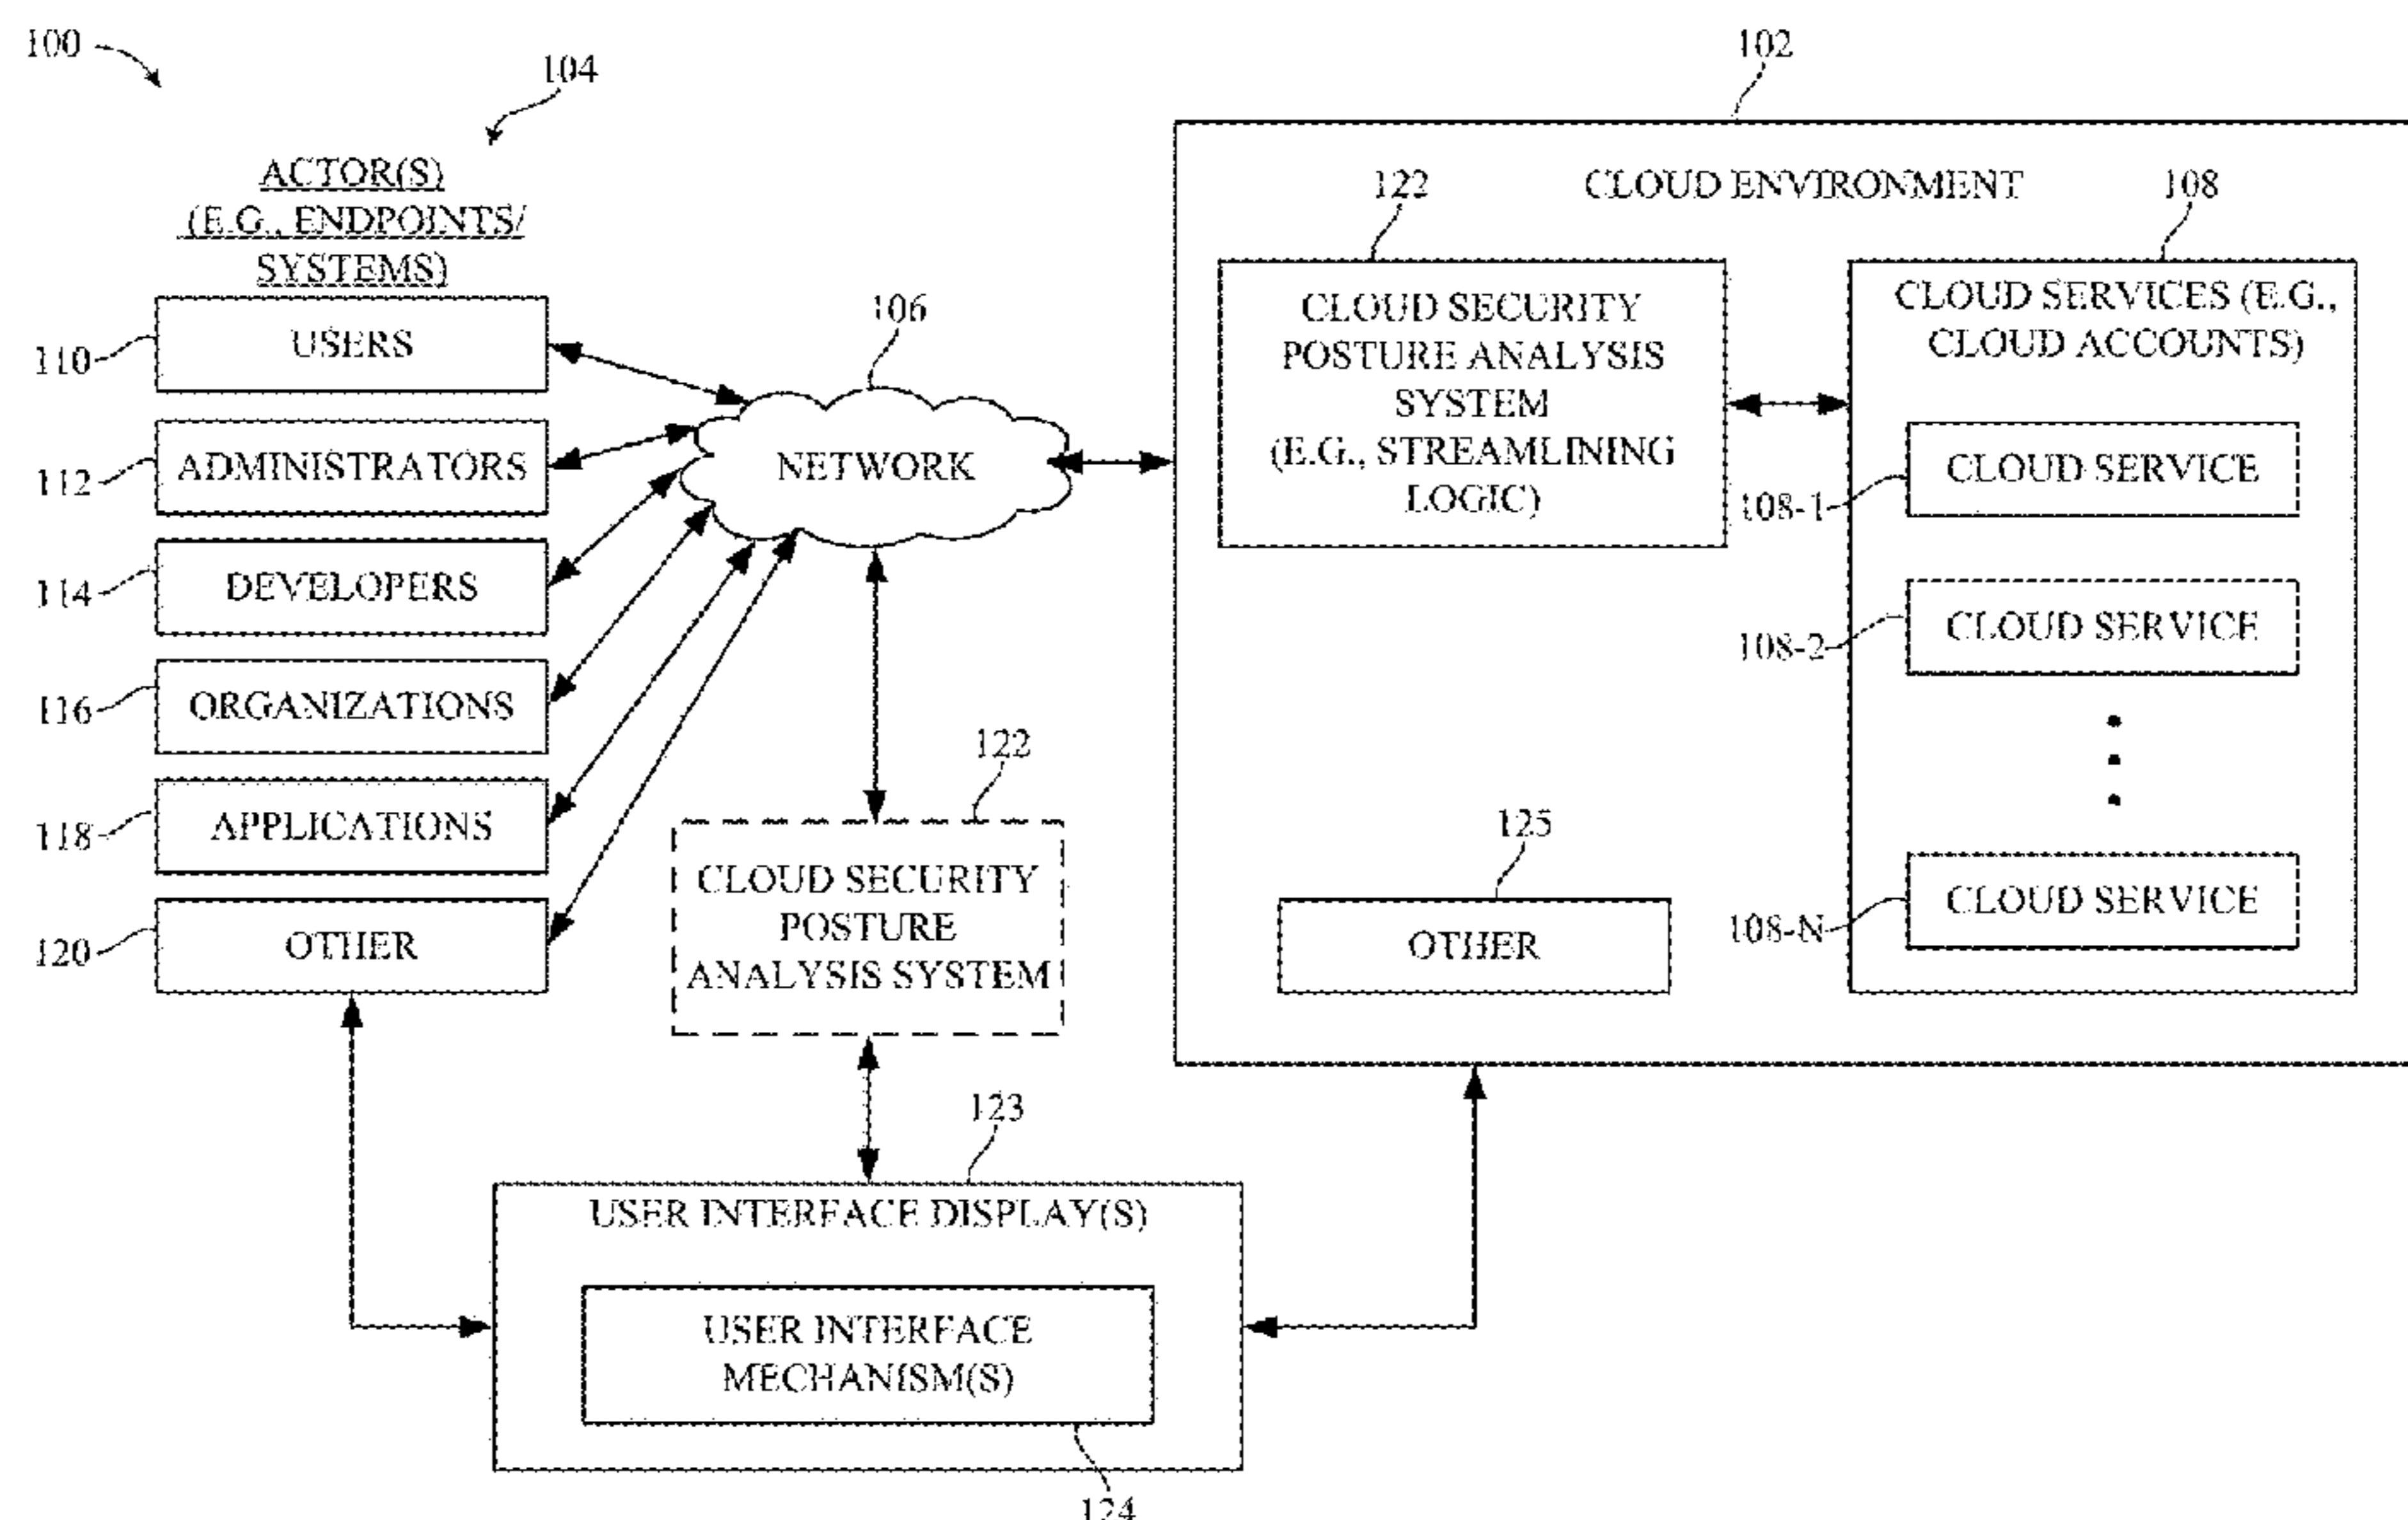 100
104
102
ACTOR(S)
(E.G., ENDPOINTS/
SYSTEMS)
USERS
110
ADMINISTRATORS
112
DEVELOPERS
114
ORGANIZATIONS
116
APPLICATIONS
118
OTHER
120
106
NETWORK
122
CLOUD SECURITY
POSTURE
ANALYSIS SYSTEM
CLOUD ENVIRONMENT
122
CLOUD SECURITY
POSTURE ANALYSIS
SYSTEM
(E.G., STREAMLINING
LOGIC)
108
CLOUD SERVICES (E.G.,
CLOUD ACCOUNTS)
CLOUD SERVICE
108-1
CLOUD SERVICE
108-2
CLOUD SERVICE
108-N
125
OTHER
123
USER INTERFACE DISPLAY(S)
USER INTERFACE
MECHANISM(S)
124